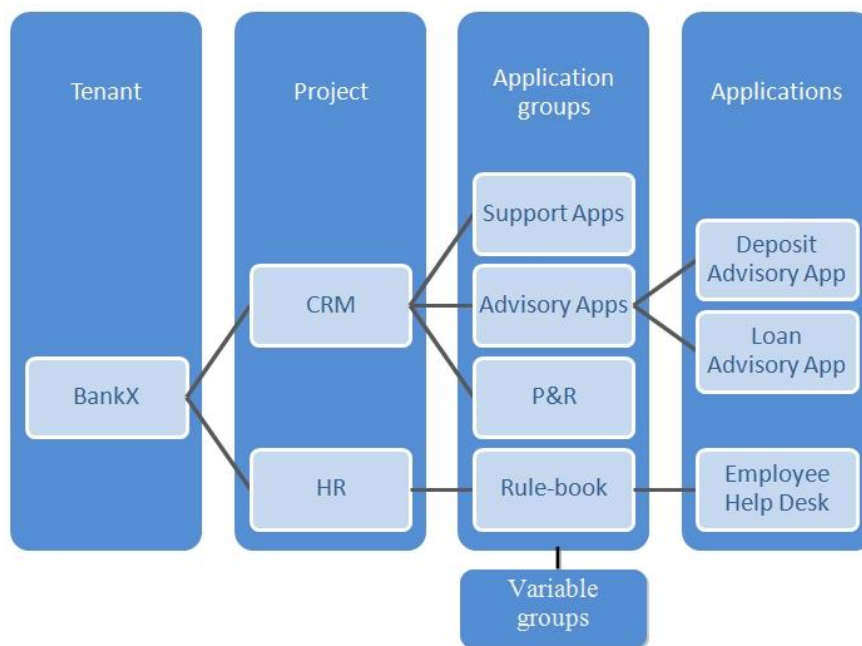 Tenant
Project
Application
groups
Applications
Support Apps
Deposit
Advisory App
CRM
Advisory Apps
Loan
Advisory App
BankX
P&R
HR
Rule-book
Employee
Help Desk
Variable
groups